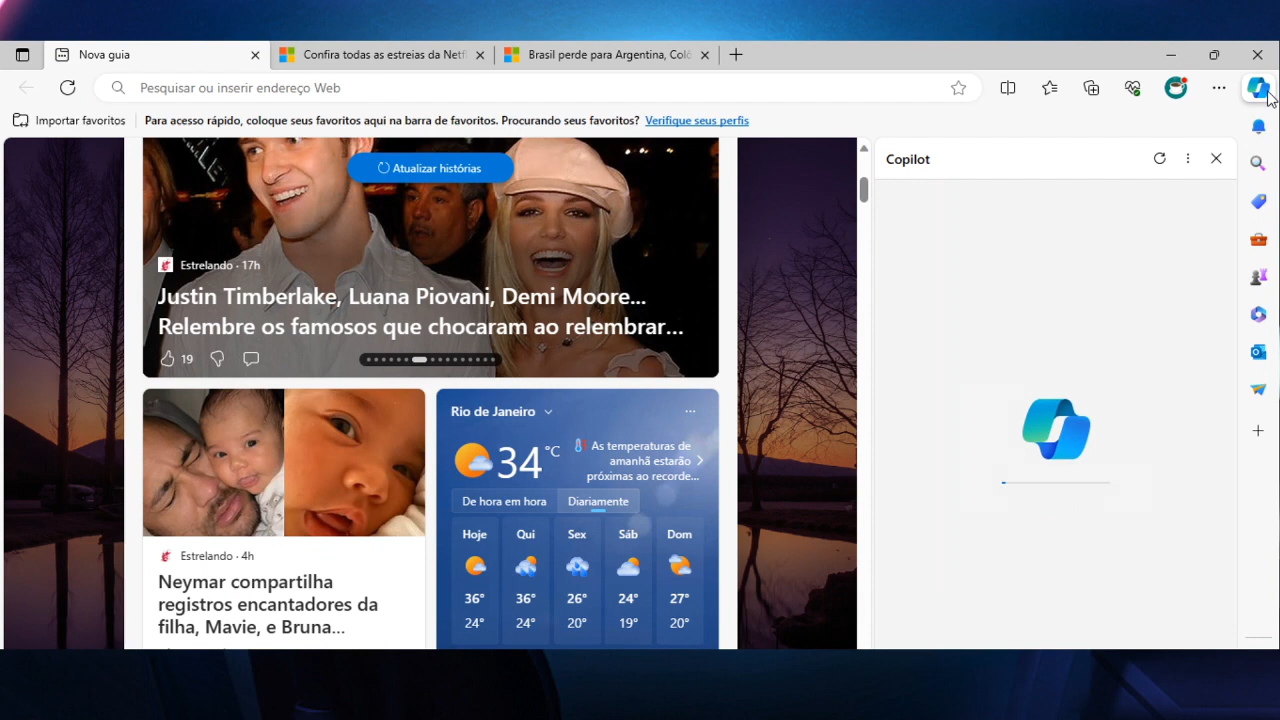 Nova guia
Confira todas as estreias da Netf
Brasil perde para Argentina, Colô
Pesquisar ou inserir endereço Web
Importar favoritos
Para acesso rápido, coloque seus favoritos aqui na barra de favoritos. Procurando seus favoritos? Verifique seus perfis
Atualizar histórias
Estrelando · 17h
Justin Timberlake, Luana Piovani, Demi Moore...
Relembre os famosos que chocaram ao relembrar...
19
Estrelando · 4h
Neymar compartilha
registros encantadores da
filha, Mavie, e Bruna...
Rio de Janeiro
34 °C
As temperaturas de
amanhã estarão
próximas ao recorde...
De hora em hora Diariamente
Hoje Qui Sex Sáb Dom
36° 36° 26° 24° 27°
24° 24° 20° 19° 20°
Copilot